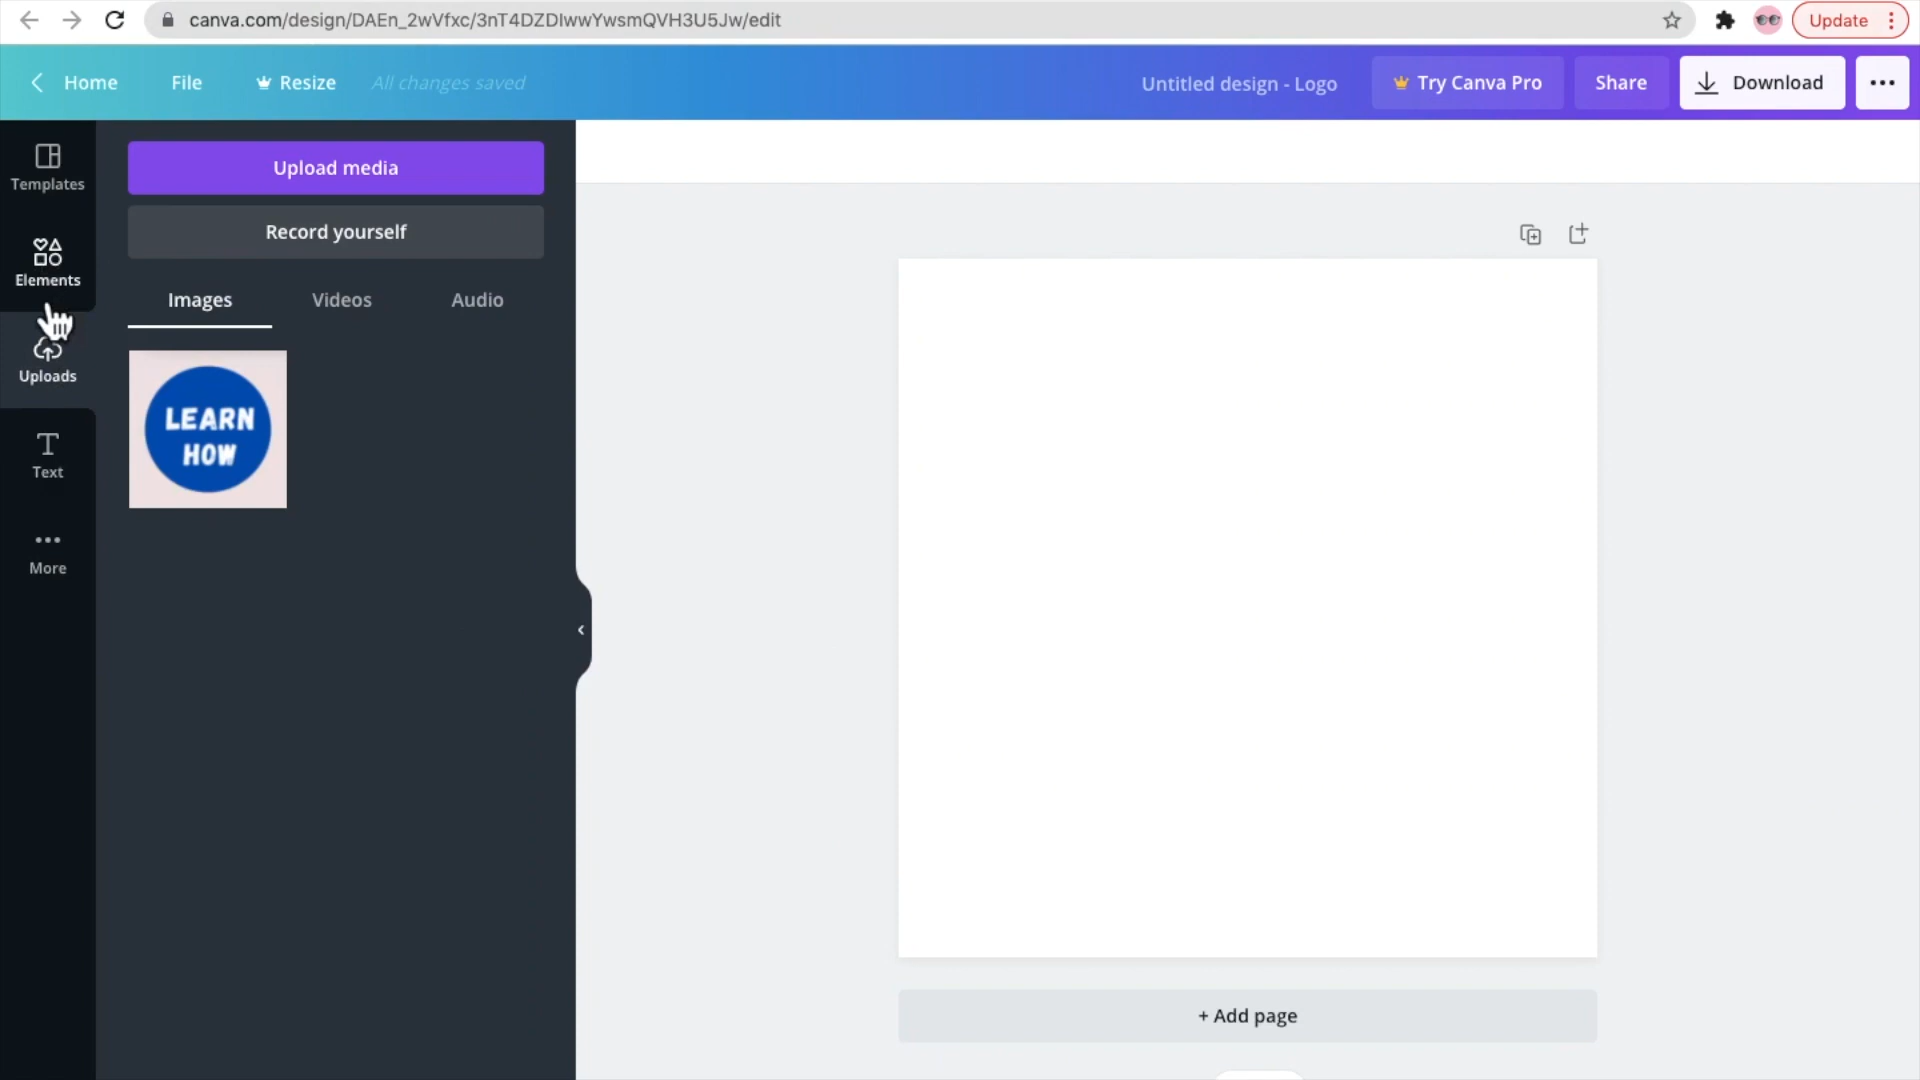 canva.com/design/DAEn_2wVfxc/3nT4DZDIwwYwsmQVH3U5Jw/edit
Update
Home
File
Resize
All changes saved
Untitled design - Logo
Try Canva Pro
Share
Download
Templates
Elements
Uploads
Text
More
Upload media
Record yourself
Images
Videos
Audio
LEARN
HOW
+ Add page